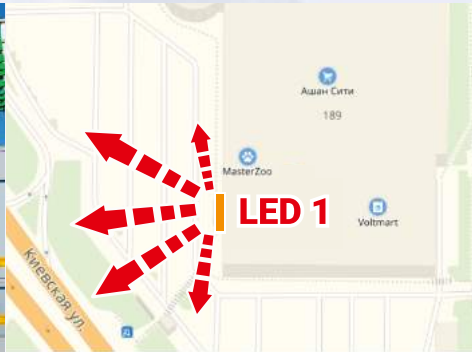 Ашан Сити
189
MasterZoo
LED 1
Voltmart
Киевская ул.